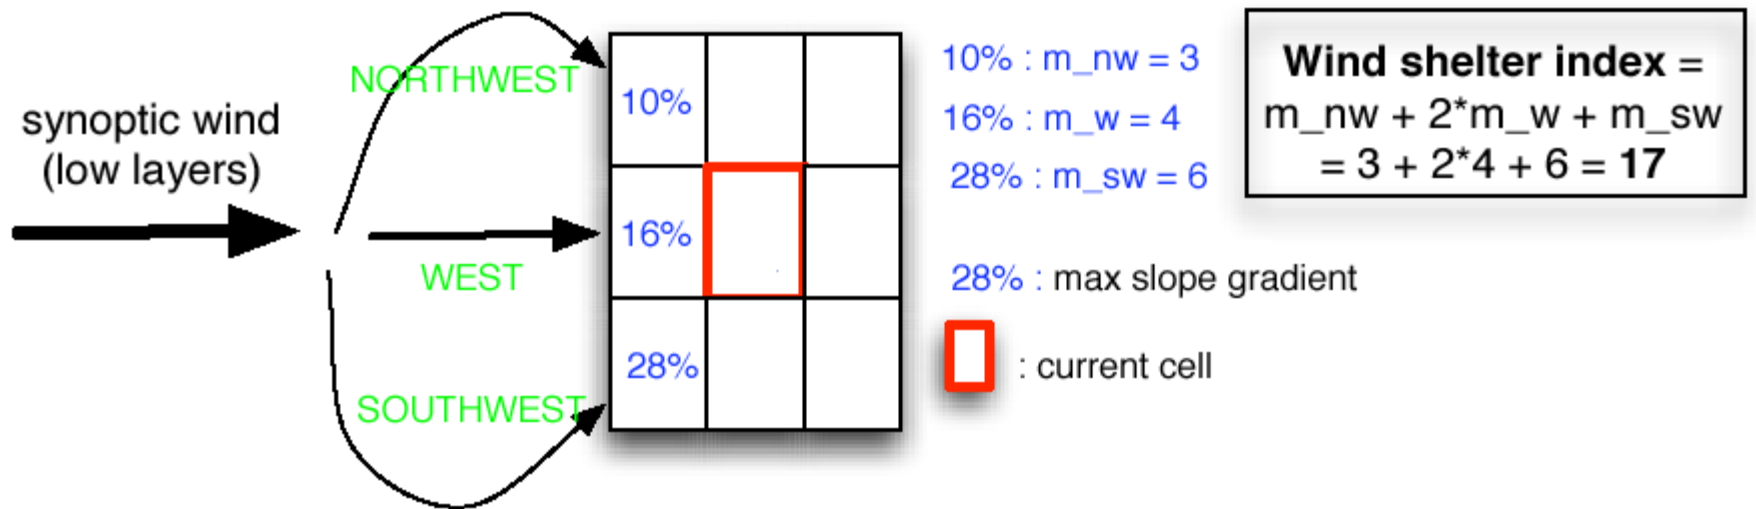 synoptic wind
(low layers)
NORTHWEST
WEST
SOUTHWEST
10%
16%
28%
10% : m_nw = 3
16% : m_w = 4
28% : m_sw = 6
28% : max slope gradient
: current cell
Wind shelter index =
m_nw + 2*m_w + m_sw
= 3 + 2*4 + 6 = 17